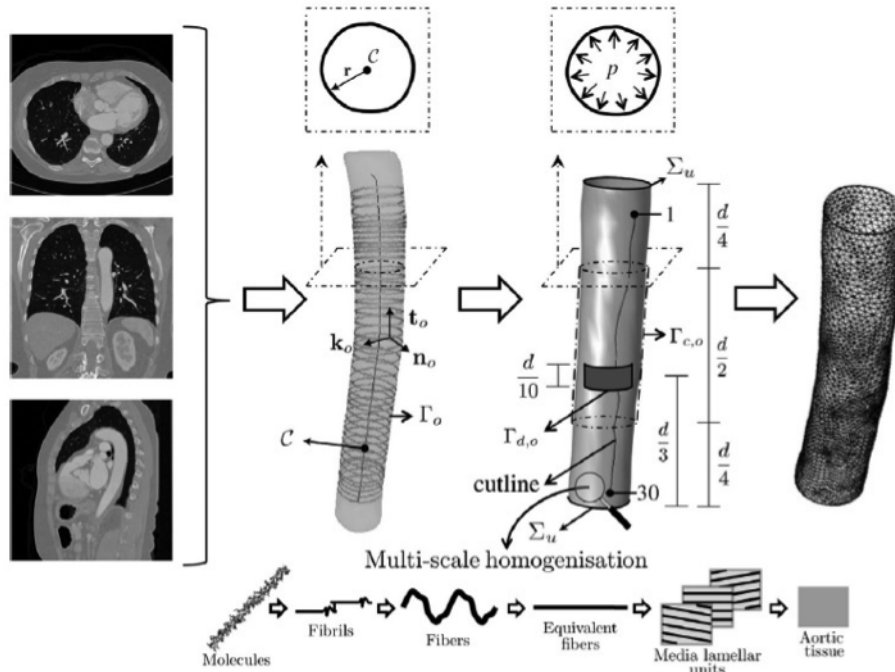 r
𝒞
p
Σᵤ
1
d
4
tₒ
kₒ
nₒ
Γ꜀,ₒ
d
2
d
10
Γₒ
𝒞
Γd,ₒ
d
3
d
4
cutline
30
Σᵤ
Multi-scale homogenisation
Molecules
Fibrils
Fibers
Equivalent
fibers
Media lamellar
units
Aortic
tissue